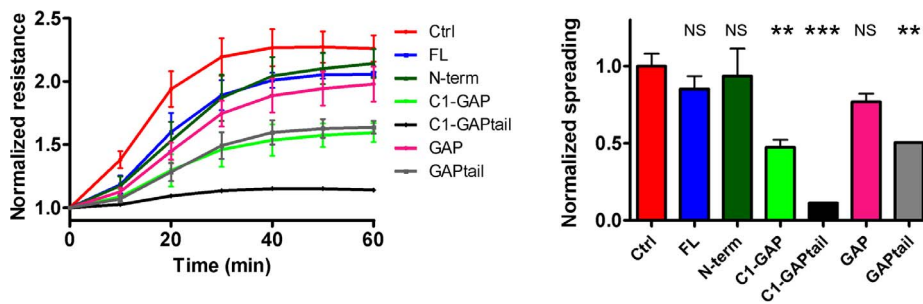 Normalized resistance
2.5
2.0
1.5
1.0
0
20
40
60
Time (min)
Ctrl
FL
N-term
C1-GAP
C1-GAPtail
GAP
GAPtail
Normalized spreading
1.0
0.5
0.0
NS
NS
**
***
NS
**
Ctrl
FL
N-term
C1-GAP
C1-GAPtail
GAP
GAPtail